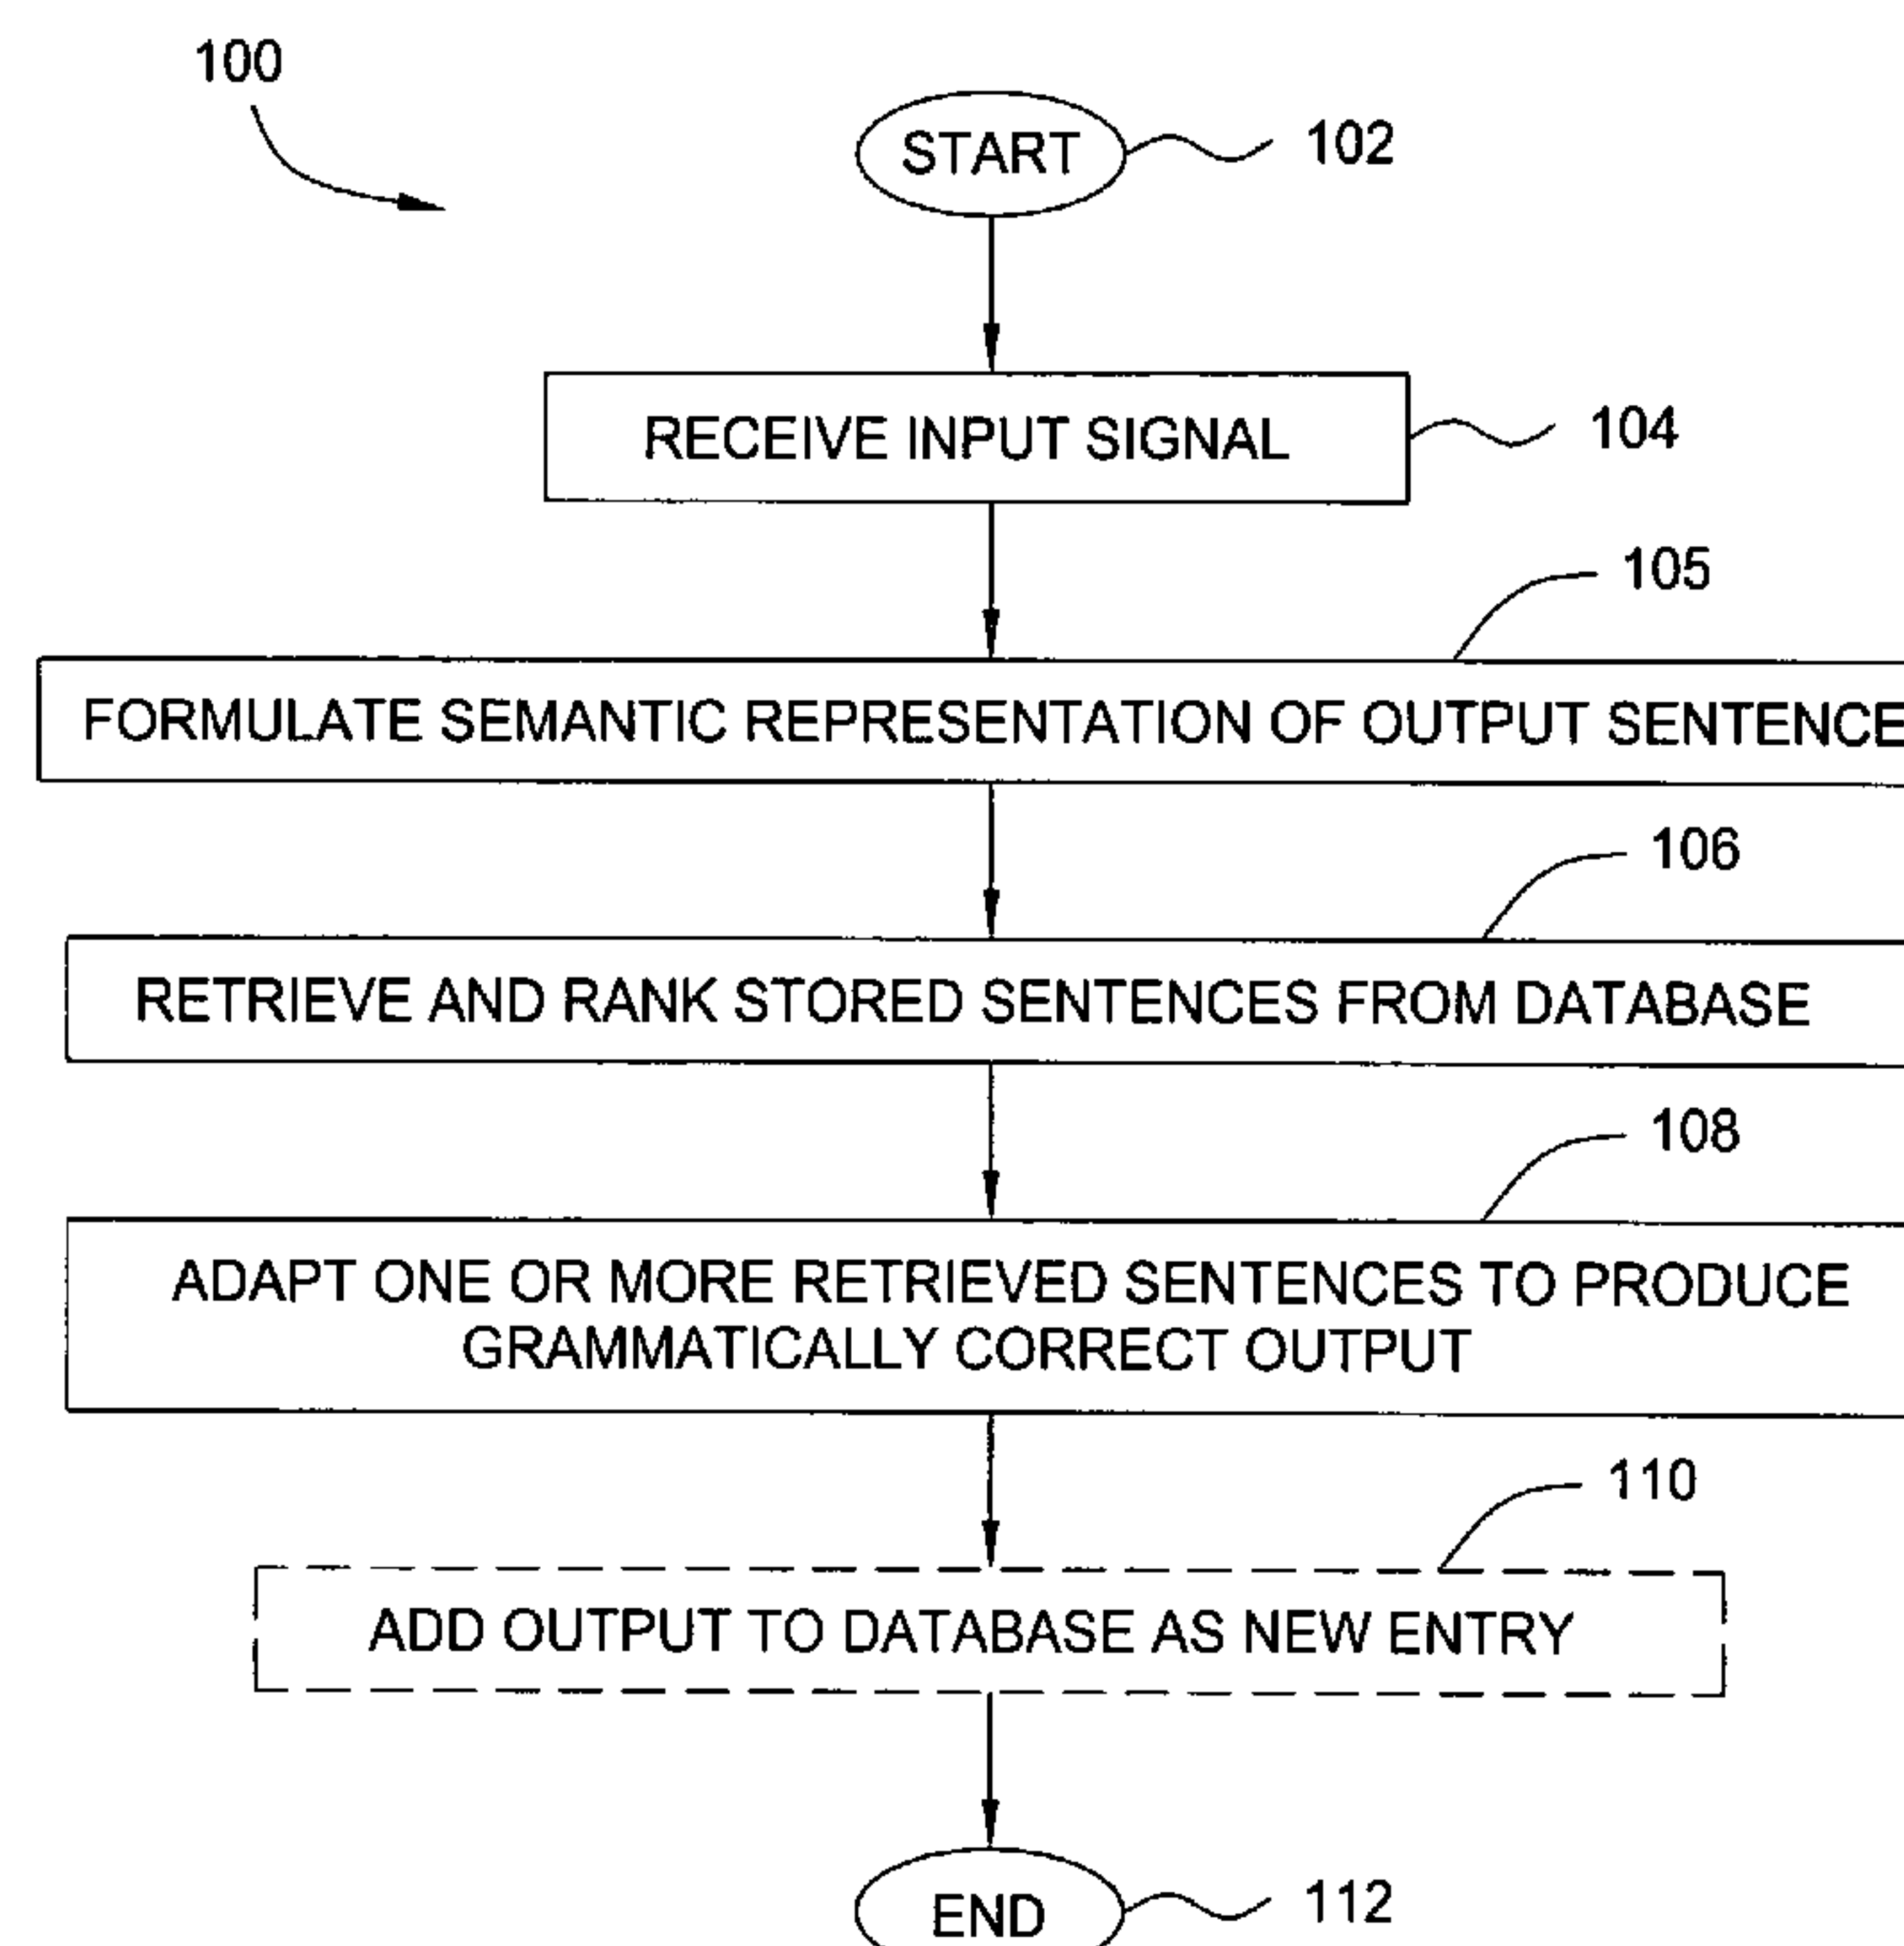 100
START
102
RECEIVE INPUT SIGNAL
104
105
FORMULATE SEMANTIC REPRESENTATION OF OUTPUT SENTENCE
106
RETRIEVE AND RANK STORED SENTENCES FROM DATABASE
108
ADAPT ONE OR MORE RETRIEVED SENTENCES TO PRODUCE
GRAMMATICALLY CORRECT OUTPUT
110
ADD OUTPUT TO DATABASE AS NEW ENTRY
END
112